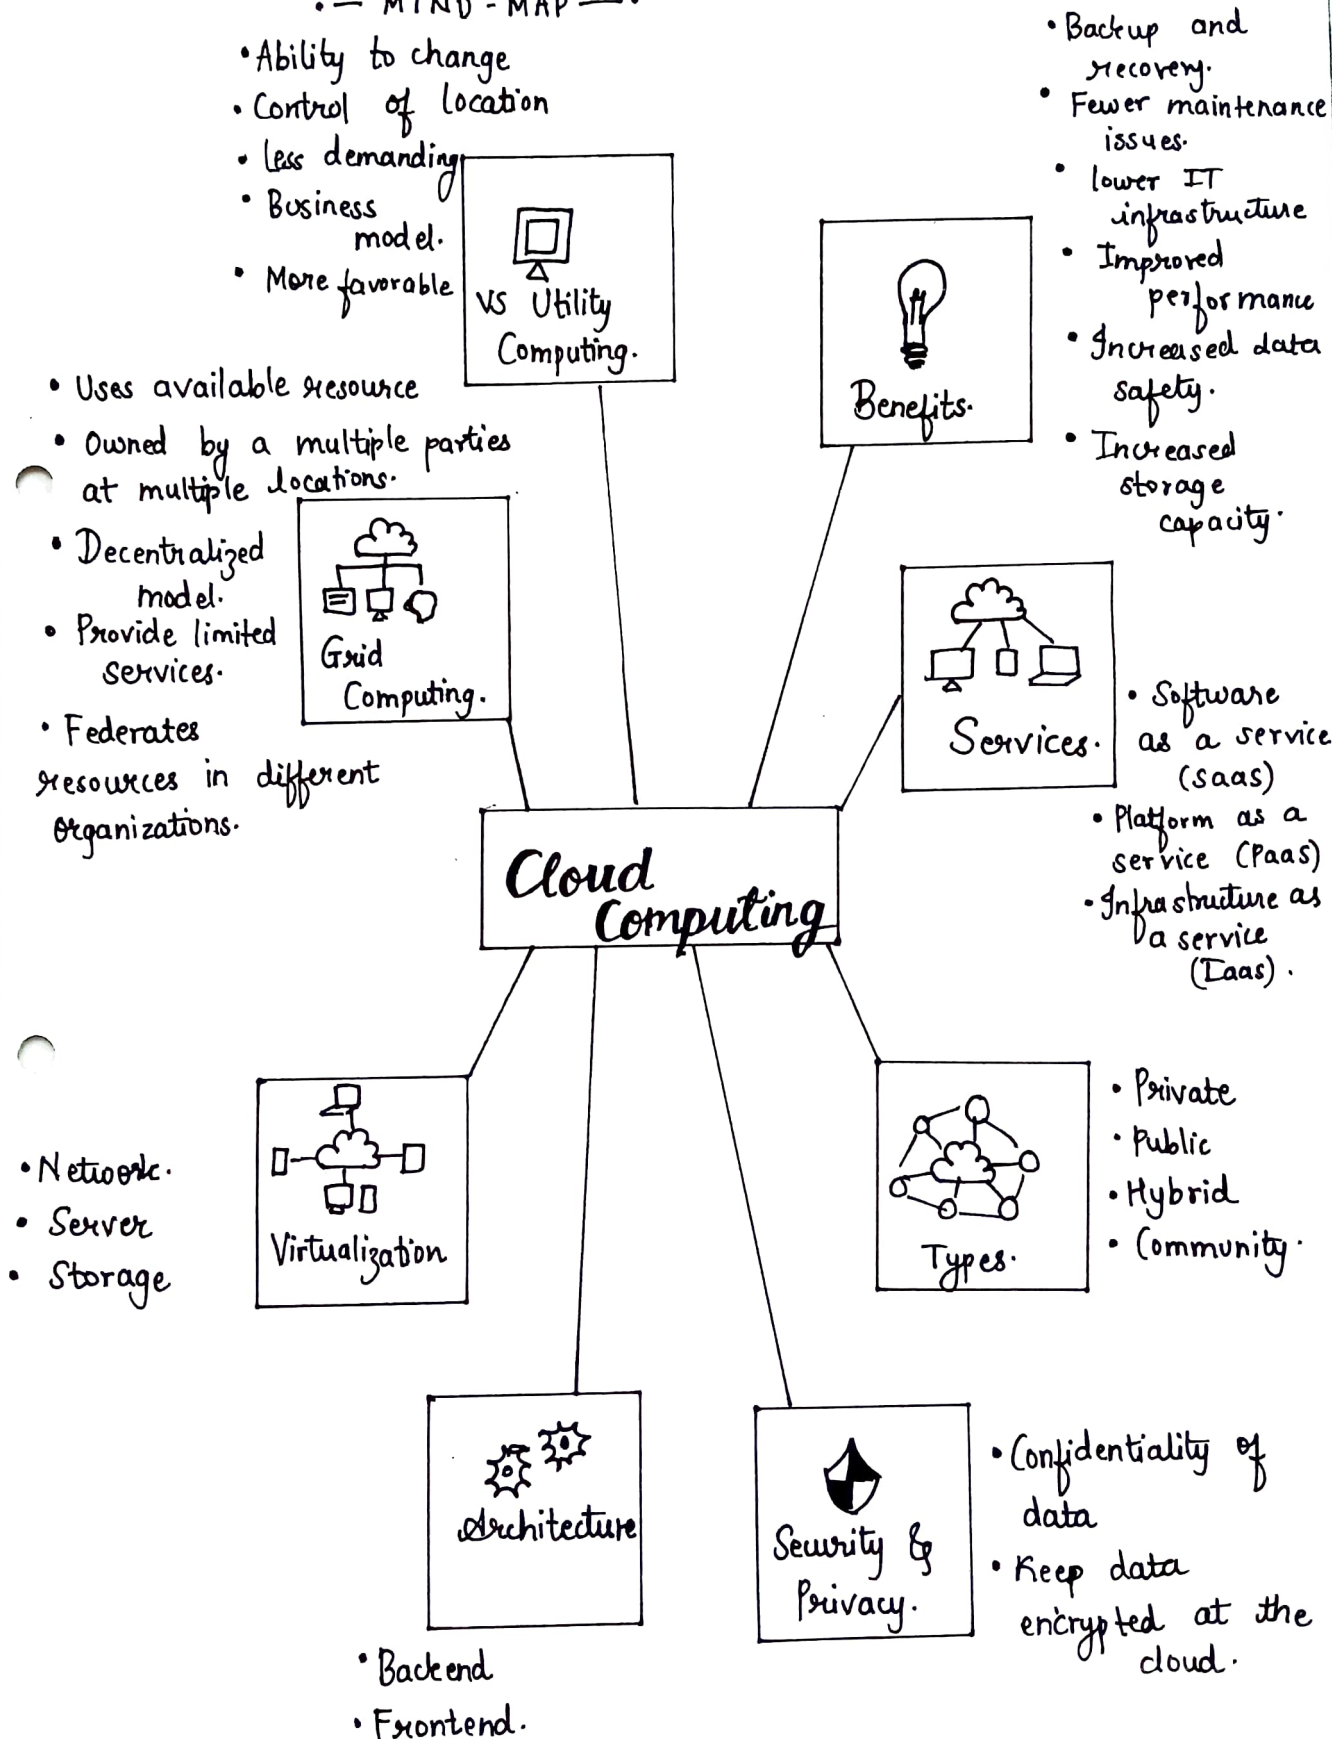 • — MIND-MAP — •
• Ability to change
• Control of location
• less demanding
• Business
model.
• More favorable
VS Utility
Computing.
• Backup and
recovery.
• Fewer maintenance
issues.
• lower IT
infrastructure
• Improved
performance
• Increased data
safety.
• Increased
storage
capacity.
Benefits.
• Uses available resource
• Owned by a multiple parties
at multiple locations.
• Decentralized
model.
• Provide limited
services.
• Federates
resources in different
organizations.
Grid
Computing.
Services.
• Software
as a service
(saas)
• Platform as a
service (Paas)
• Infrastructure as
a service
(Iaas).
Cloud
Computing
• Network.
• Server
• Storage
Virtualization
Types.
• Private
• Public
• Hybrid
• Community.
Architecture
• Backend
• Frontend.
Security &
Privacy.
• Confidentiality of
data
• Keep data
encrypted at the
cloud.